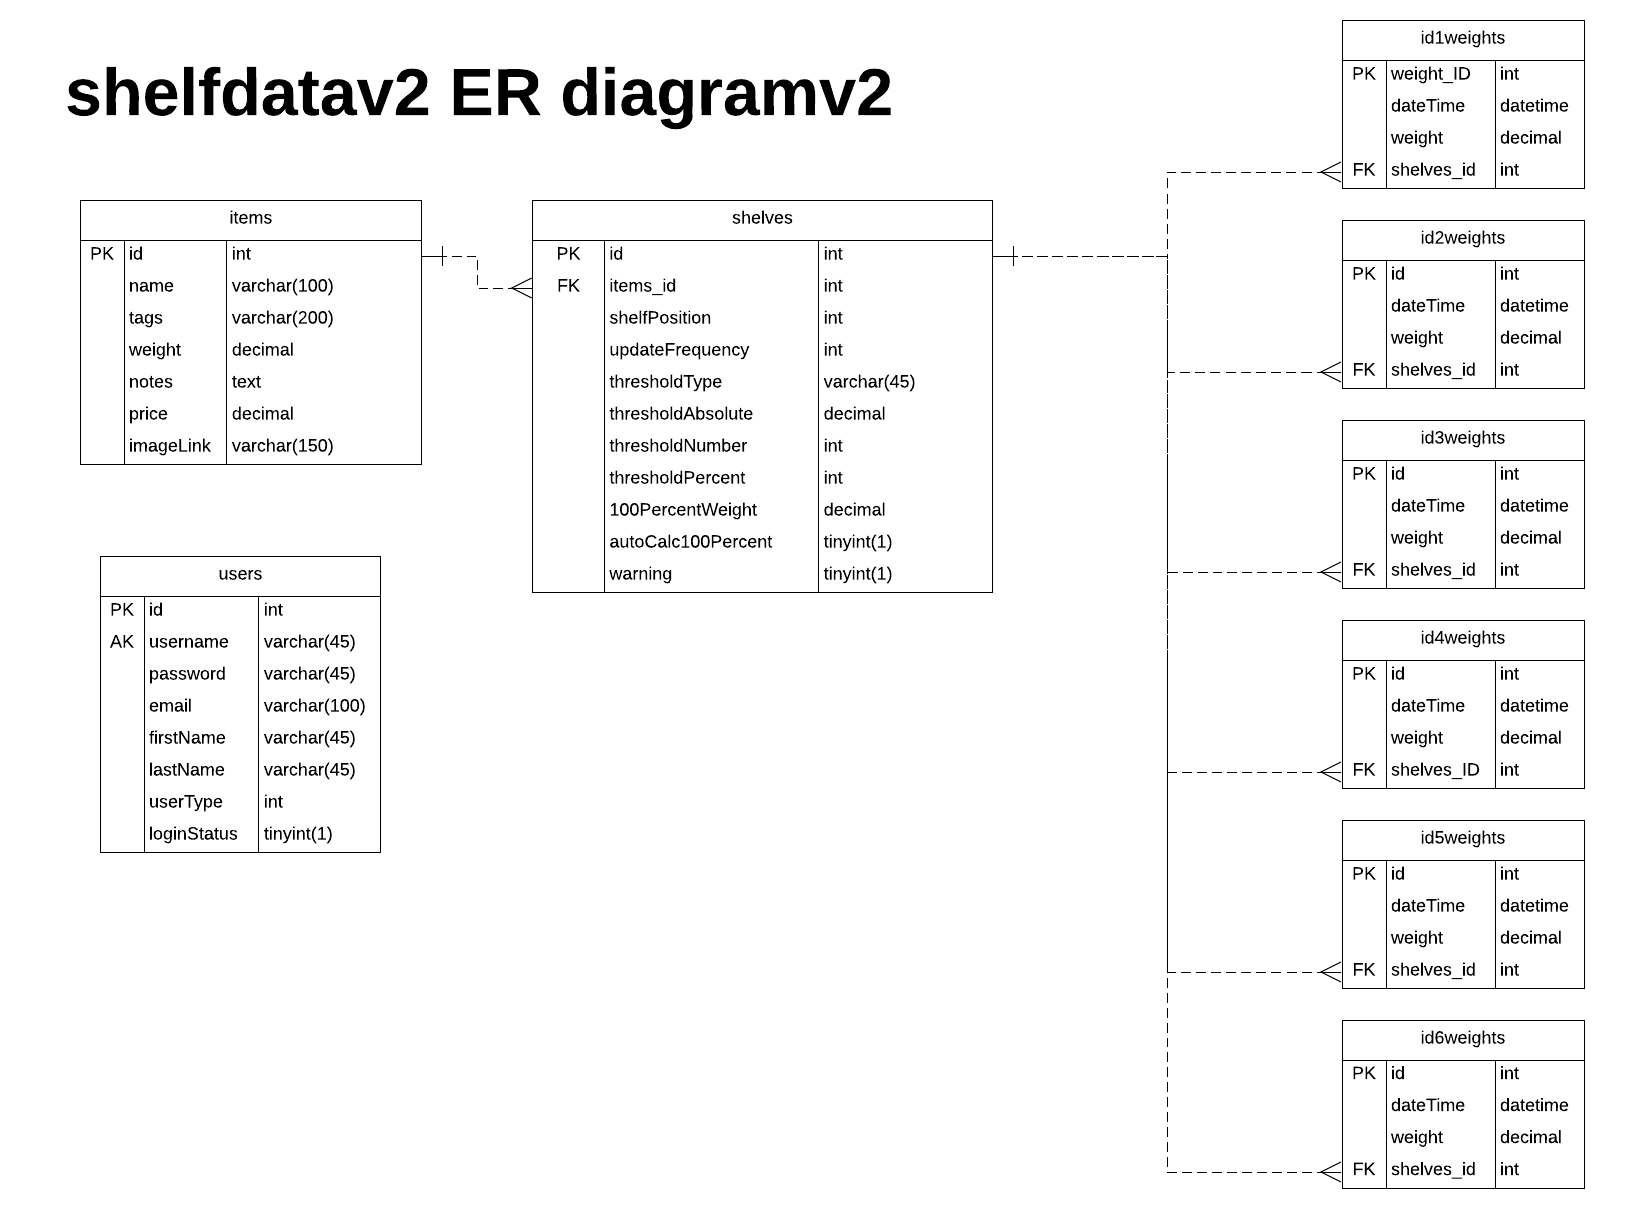 shelfdatav2 ER diagramv2
items
PK id int
name varchar(100)
tags varchar(200)
weight decimal
notes text
price decimal
imageLink varchar(150)
users
PK id int
AK username varchar(45)
password varchar(45)
email varchar(100)
firstName varchar(45)
lastName varchar(45)
userType int
loginStatus tinyint(1)
shelves
PK id int
FK items_id int
shelfPosition int
updateFrequency int
thresholdType varchar(45)
thresholdAbsolute decimal
thresholdNumber int
thresholdPercent int
100PercentWeight decimal
autoCalc100Percent tinyint(1)
warning tinyint(1)
id1weights
PK weight_ID int
dateTime datetime
weight decimal
FK shelves_id int
id2weights
PK id int
dateTime datetime
weight decimal
FK shelves_id int
id3weights
PK id int
dateTime datetime
weight decimal
FK shelves_id int
id4weights
PK id int
dateTime datetime
weight decimal
FK shelves_ID int
id5weights
PK id int
dateTime datetime
weight decimal
FK shelves_id int
id6weights
PK id int
dateTime datetime
weight decimal
FK shelves_id int